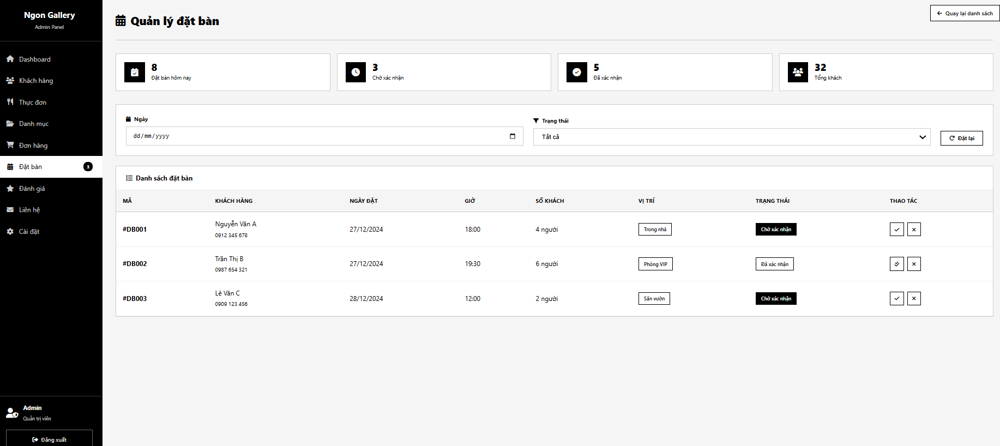 Ngon Gallery
Admin Panel
Dashboard
Khách hàng
Thực đơn
Danh mục
Đơn hàng
Đặt bàn 3
Đánh giá
Liên hệ
Cài đặt
Admin
Quản trị viên
Đăng xuất
Quản lý đặt bàn
Quay lại danh sách
8
Đặt bàn hôm nay
3
Chờ xác nhận
5
Đã xác nhận
32
Tổng khách
Ngày
dd/mm/yyyy
Trạng thái
Tất cả
Đặt lại
Danh sách đặt bàn
MÃ KHÁCH HÀNG NGÀY ĐẶT GIỜ SỐ KHÁCH VỊ TRÍ TRẠNG THÁI THAO TÁC
#DB001 Nguyễn Văn A 27/12/2024 18:00 4 người Trong nhà Chờ xác nhận
0912 345 678
#DB002 Trần Thị B 27/12/2024 19:30 6 người Phòng VIP Đã xác nhận
0987 654 321
#DB003 Lê Văn C 28/12/2024 12:00 2 người Sân vườn Chờ xác nhận
0909 123 456